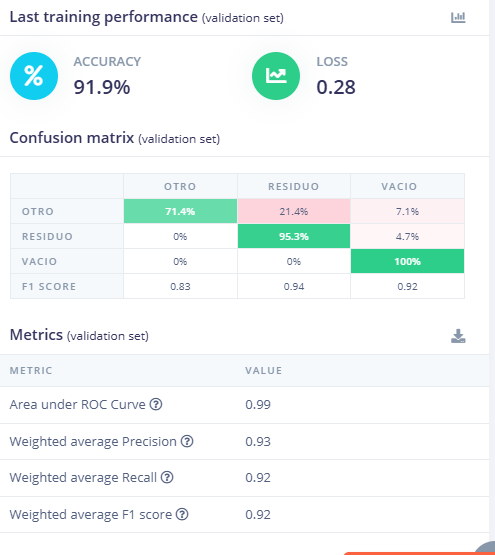 Last training performance (validation set)
% ACCURACY
91.9%
LOSS
0.28
Confusion matrix (validation set)
OTRO RESIDUO VACIO
OTRO 71.4% 21.4% 7.1%
RESIDUO 0% 95.3% 4.7%
VACIO 0% 0% 100%
F1 SCORE 0.83 0.94 0.92
Metrics (validation set)
METRIC VALUE
Area under ROC Curve ? 0.99
Weighted average Precision ? 0.93
Weighted average Recall ? 0.92
Weighted average F1 score ? 0.92